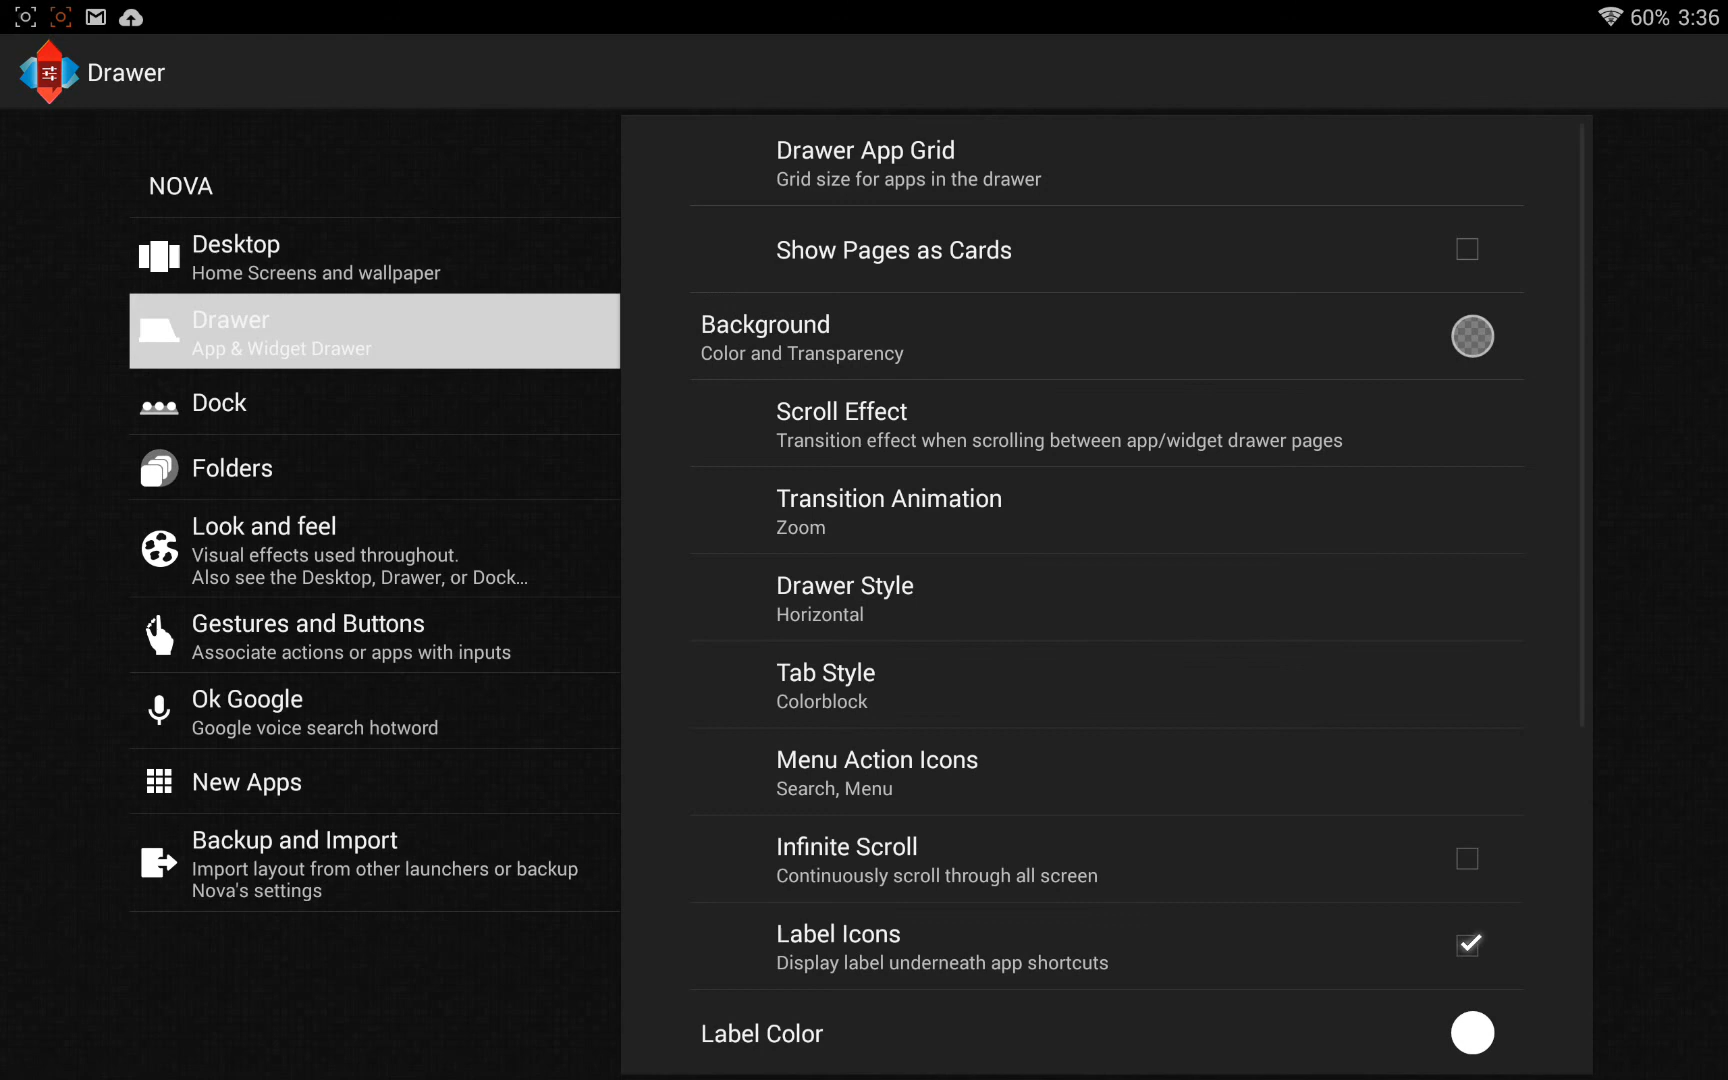 60% 3:36
Drawer
NOVA
Desktop
Home Screens and wallpaper
Drawer
App & Widget Drawer
Dock
Folders
Look and feel
Visual effects used throughout.
Also see the Desktop, Drawer, or Dock...
Gestures and Buttons
Associate actions or apps with inputs
Ok Google
Google voice search hotword
New Apps
Backup and Import
Import layout from other launchers or backup
Nova's settings
Drawer App Grid
Grid size for apps in the drawer
Show Pages as Cards
Background
Color and Transparency
Scroll Effect
Transition effect when scrolling between app/widget drawer pages
Transition Animation
Zoom
Drawer Style
Horizontal
Tab Style
Colorblock
Menu Action Icons
Search, Menu
Infinite Scroll
Continuously scroll through all screen
Label Icons
Display label underneath app shortcuts
Label Color